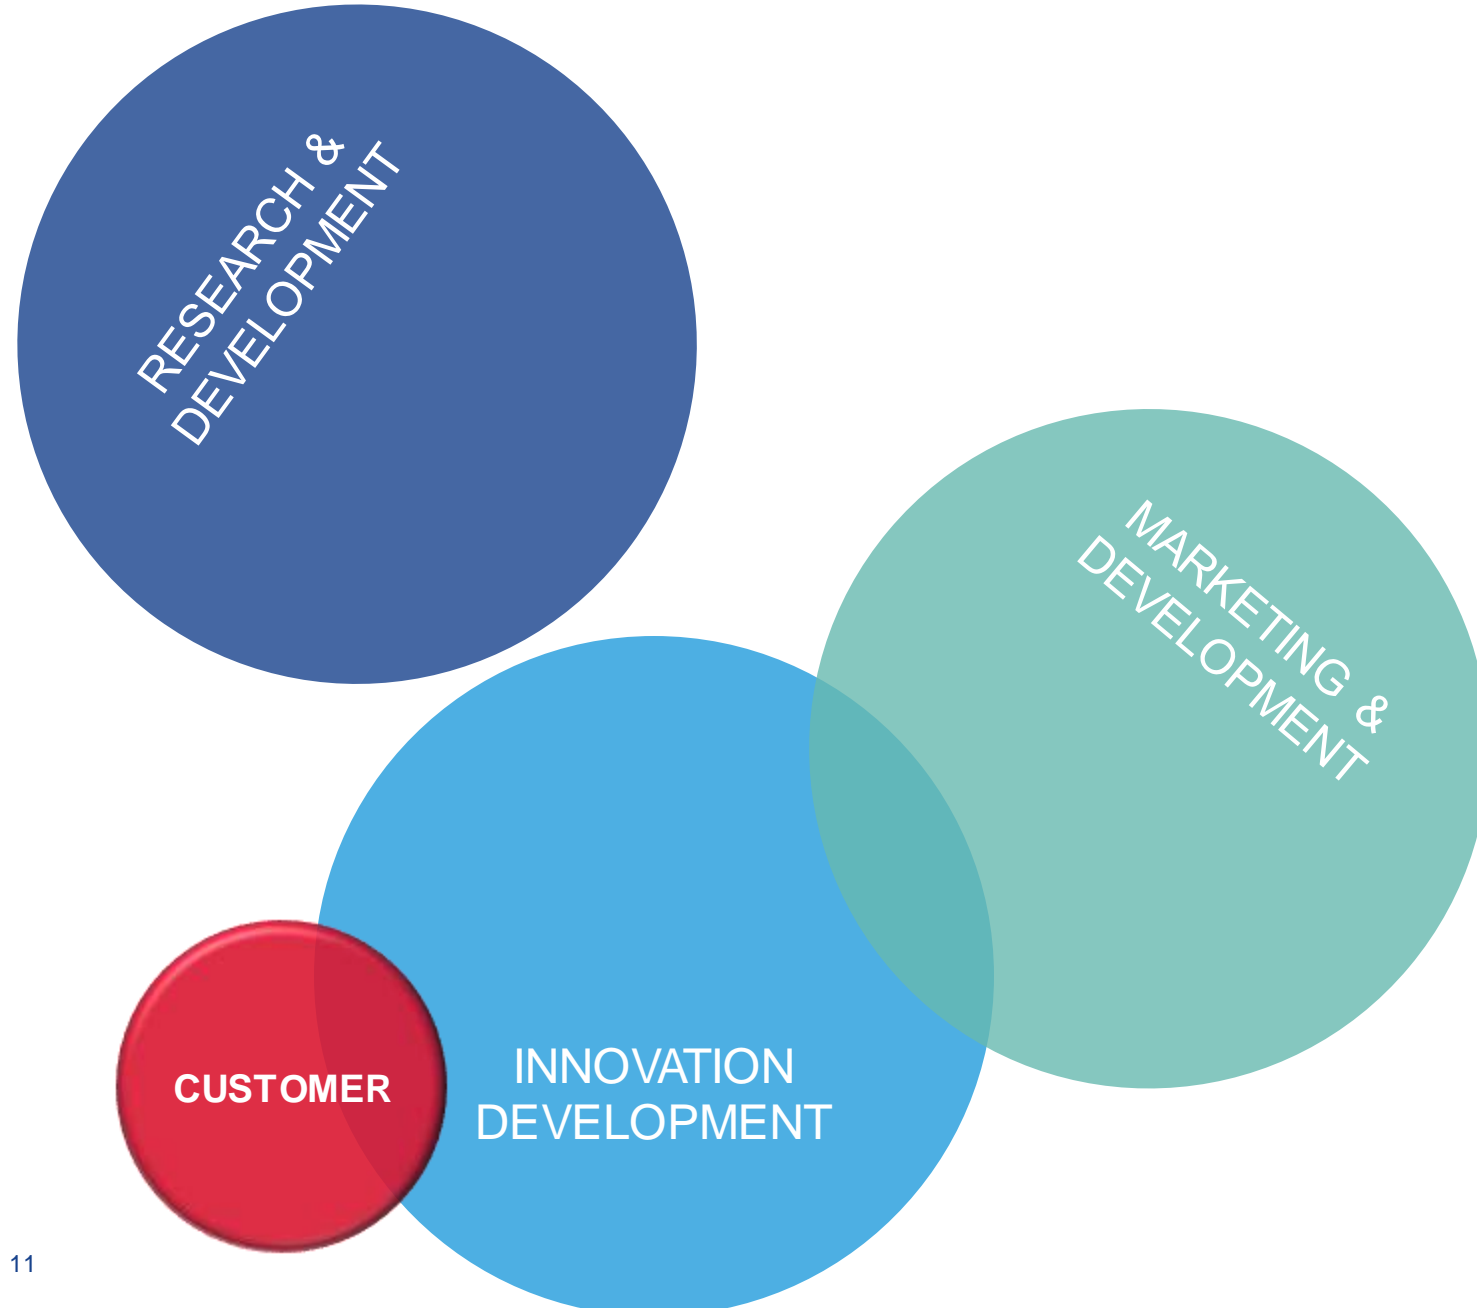 RESEARCH &
DEVELOPMENT
MARKETING &
DEVELOPMENT
INNOVATION
DEVELOPMENT
CUSTOMER
11